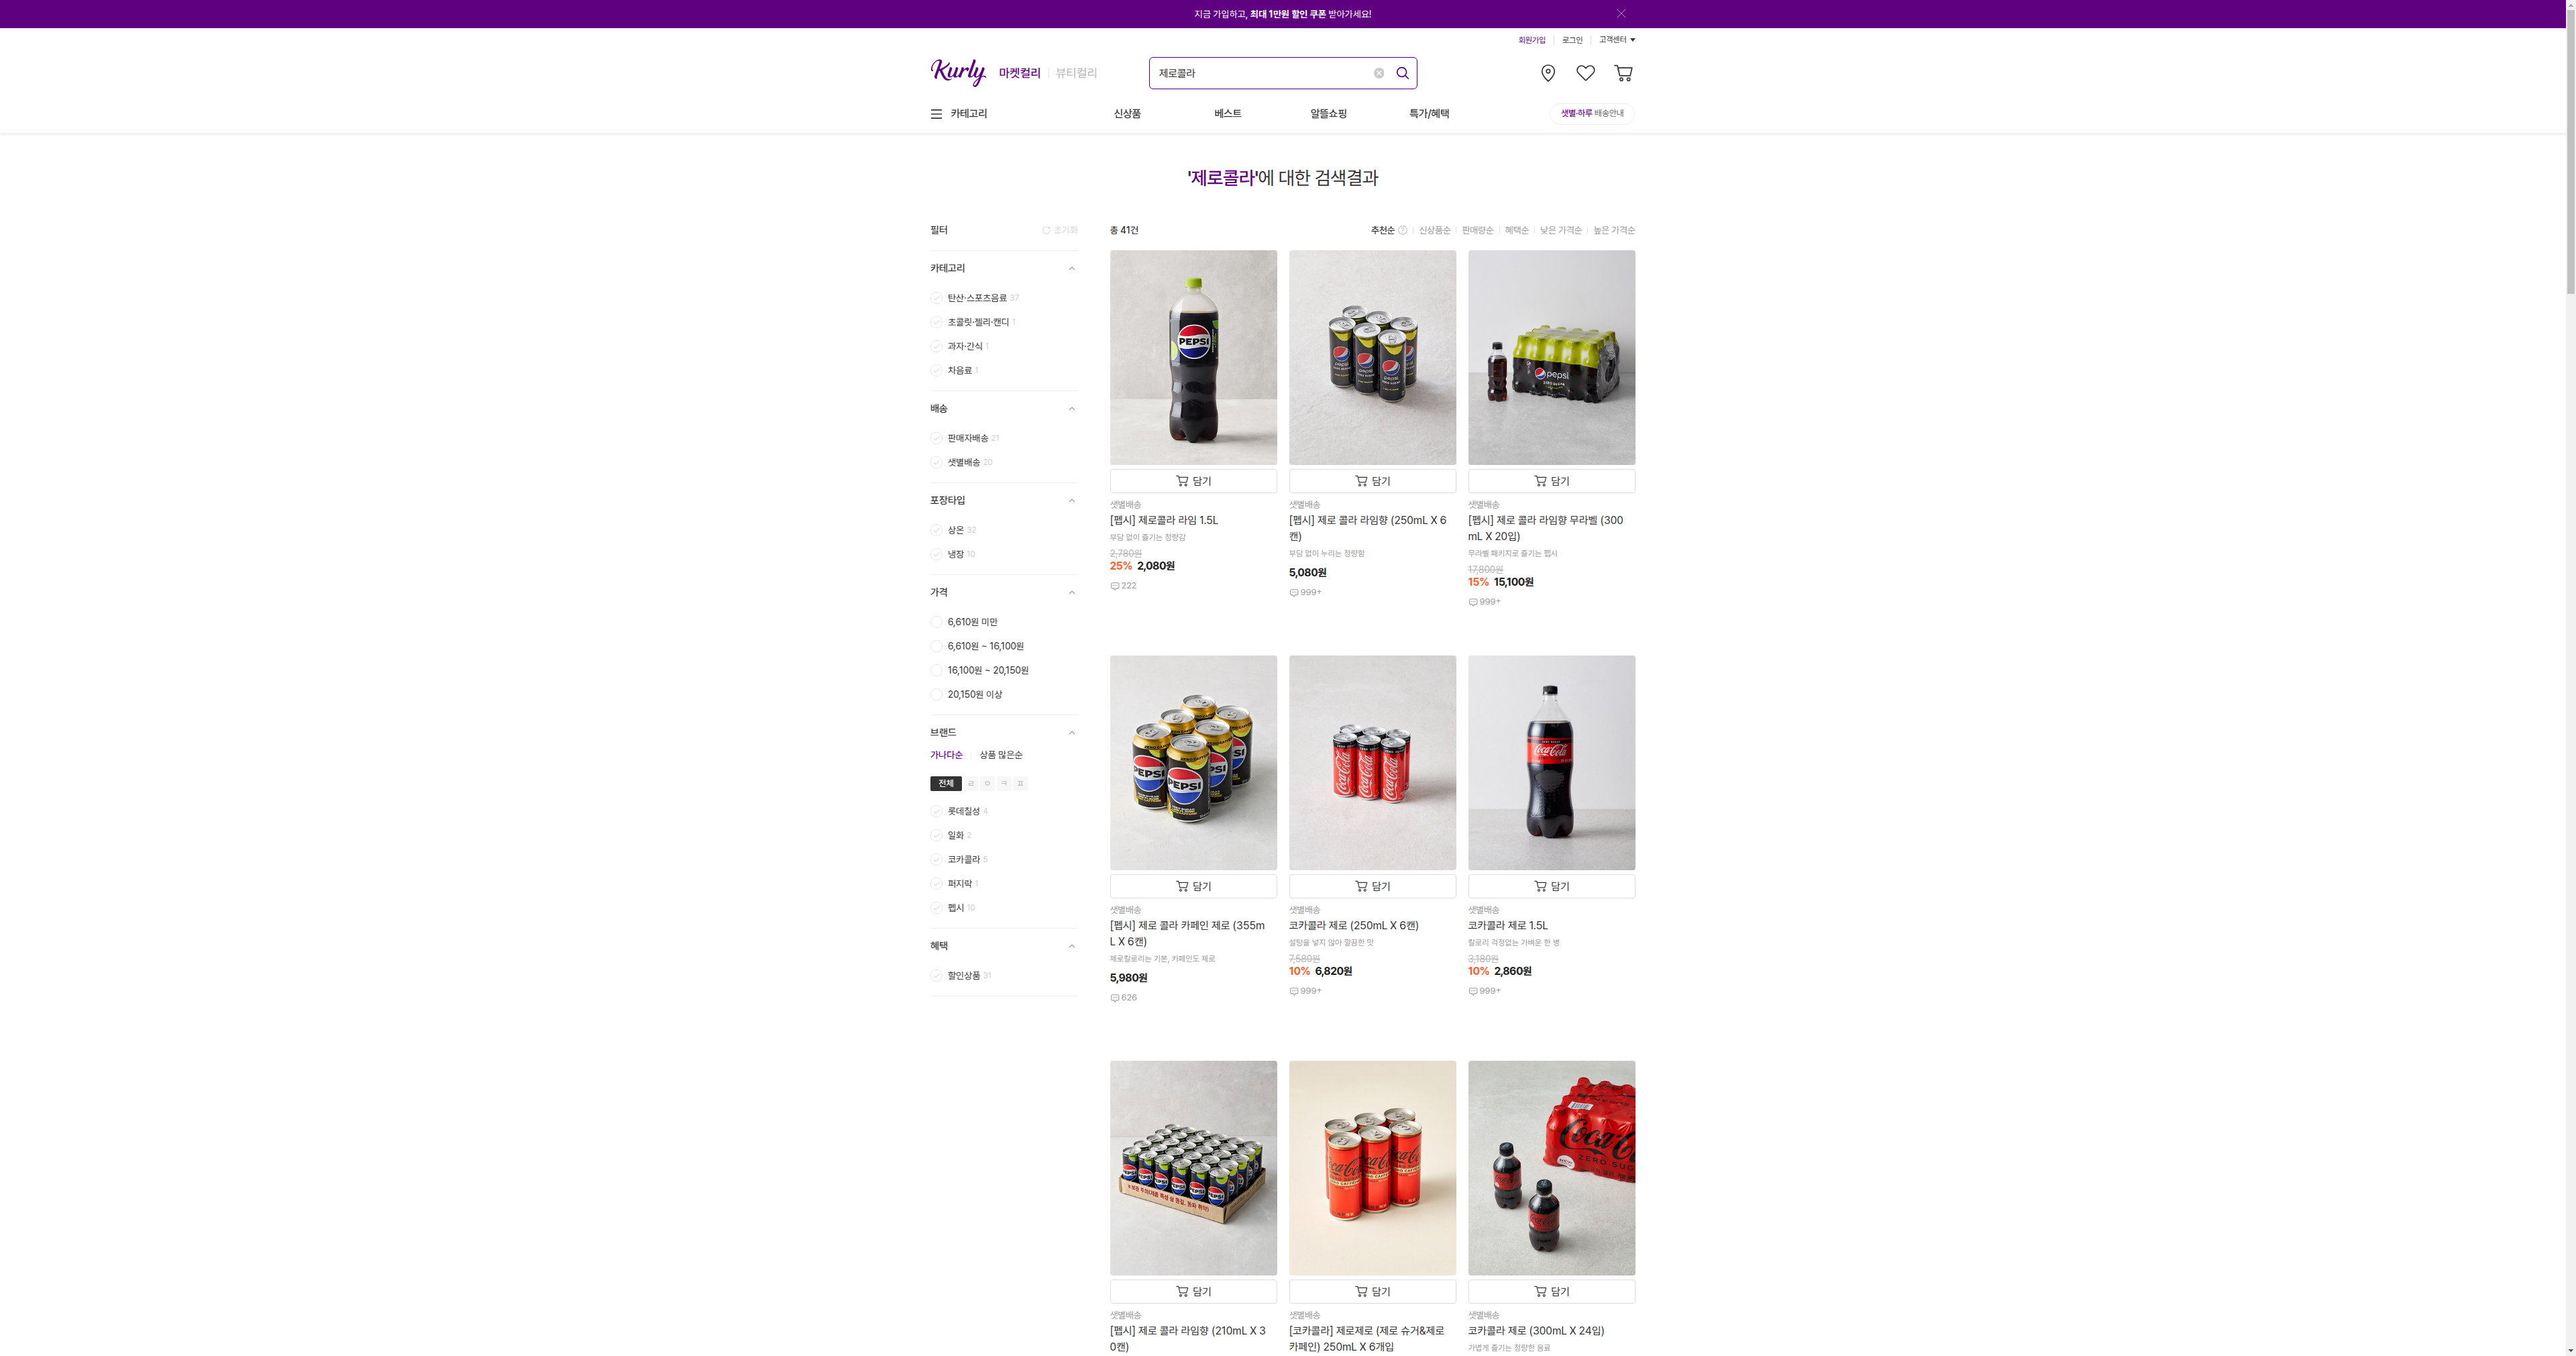 지금 가입하고, 최대 1만원 할인 쿠폰 받아가세요!
회원가입 로그인 고객센터
Kurly 마켓컬리 뷰티컬리 제로콜라
카테고리 신상품 베스트 알뜰쇼핑 특가/혜택 샛별·하루 배송안내
'제로콜라'에 대한 검색결과
필터 초기화
카테고리
탄산·스포츠음료 37
초콜릿·젤리·캔디 1
과자·간식 1
차음료 1
배송
판매자배송 21
샛별배송 20
포장타입
상온 32
냉장 10
가격
6,610원 미만
6,610원 ~ 16,100원
16,100원 ~ 20,150원
20,150원 이상
브랜드
가나다순 상품 많은순
전체 ㄹ ㅇ ㅋ ㅍ
롯데칠성 4
일화 2
코카콜라 5
퍼지락 1
펩시 10
혜택
할인상품 31
총 41건 추천순 신상품순 판매량순 혜택순 낮은 가격순 높은 가격순
PEPSI
pepsi
담기
샛별배송
[펩시] 제로콜라 라임 1.5L
부담 없이 즐기는 청량감
2,780원
25% 2,080원
222
담기
샛별배송
[펩시] 제로 콜라 라임향 (250mL X 6
캔)
부담 없이 누리는 청량함
5,080원
999+
담기
샛별배송
[펩시] 제로 콜라 라임향 무라벨 (300
mL X 20입)
무라벨 패키지로 즐기는 펩시
17,800원
15% 15,100원
999+
PEPSI
PEPSI
Coca-Cola
Coca-Cola
담기
샛별배송
[펩시] 제로 콜라 카페인 제로 (355m
L X 6캔)
제로칼로리는 기본, 카페인도 제로
5,980원
626
담기
샛별배송
코카콜라 제로 (250mL X 6캔)
설탕을 넣지 않아 깔끔한 맛
7,580원
10% 6,820원
999+
담기
샛별배송
코카콜라 제로 1.5L
칼로리 걱정없는 가벼운 한 병
3,180원
10% 2,860원
999+
담기
샛별배송
[펩시] 제로 콜라 라임향 (210mL X 3
0캔)
담기
샛별배송
[코카콜라] 제로제로 (제로 슈거&제로
카페인) 250mL X 6개입
담기
샛별배송
코카콜라 제로 (300mL X 24입)
가볍게 즐기는 청량한 음료